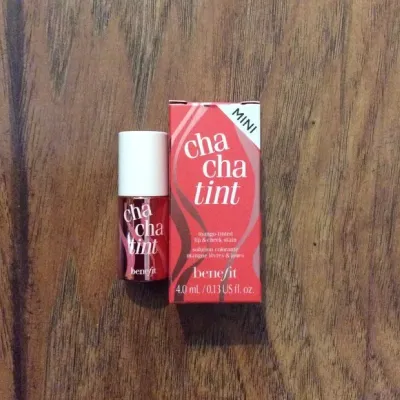 cha
cha
tint
benefit
MINI
cha
cha
tint
mango-tinted
lip & cheek stain
solution colorante
mangue lèvres & joues
benefit
4.0 mL / 0.13 US fl. oz.